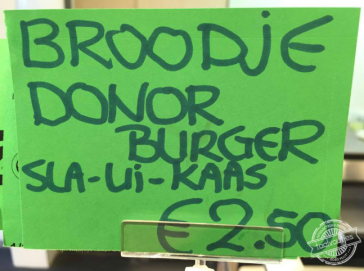 BROODJE
DONOR
BURGER
SLA-Ui-KAAS
€2.50